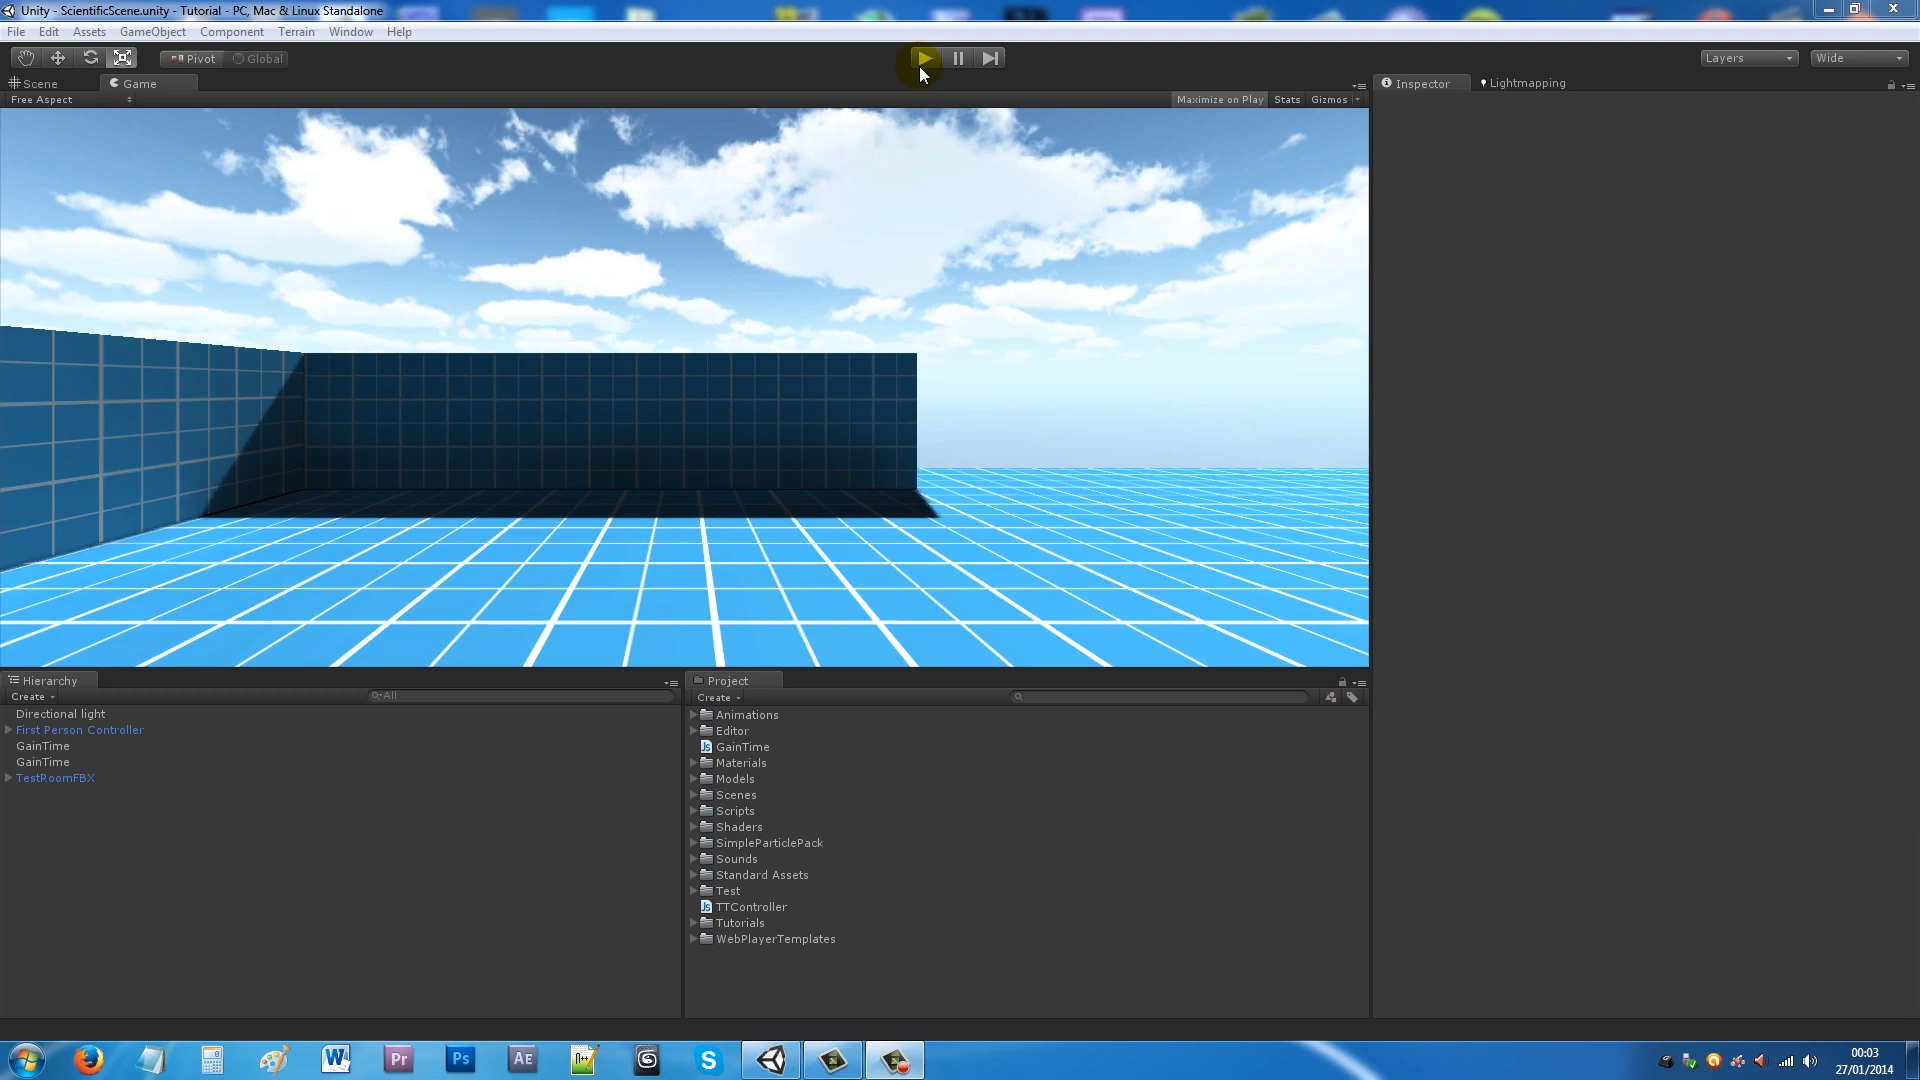 Unity - ScientificScene.unity - Tutorial - PC, Mac & Linux Standalone
File Edit Assets GameObject Component Terrain Window Help
Pivot Global Layers Wide
Scene Game Inspector Lightmapping
Free Aspect Maximize on Play Stats Gizmos
Hierarchy
Create All
Directional light
First Person Controller
GainTime
GainTime
TestRoomFBX
Project
Create
Animations
Editor
GainTime
Materials
Models
Scenes
Scripts
Shaders
SimpleParticlePack
Sounds
Standard Assets
Test
TTController
Tutorials
WebPlayerTemplates
W Pr Ps AE n++ S
00:03
27/01/2014